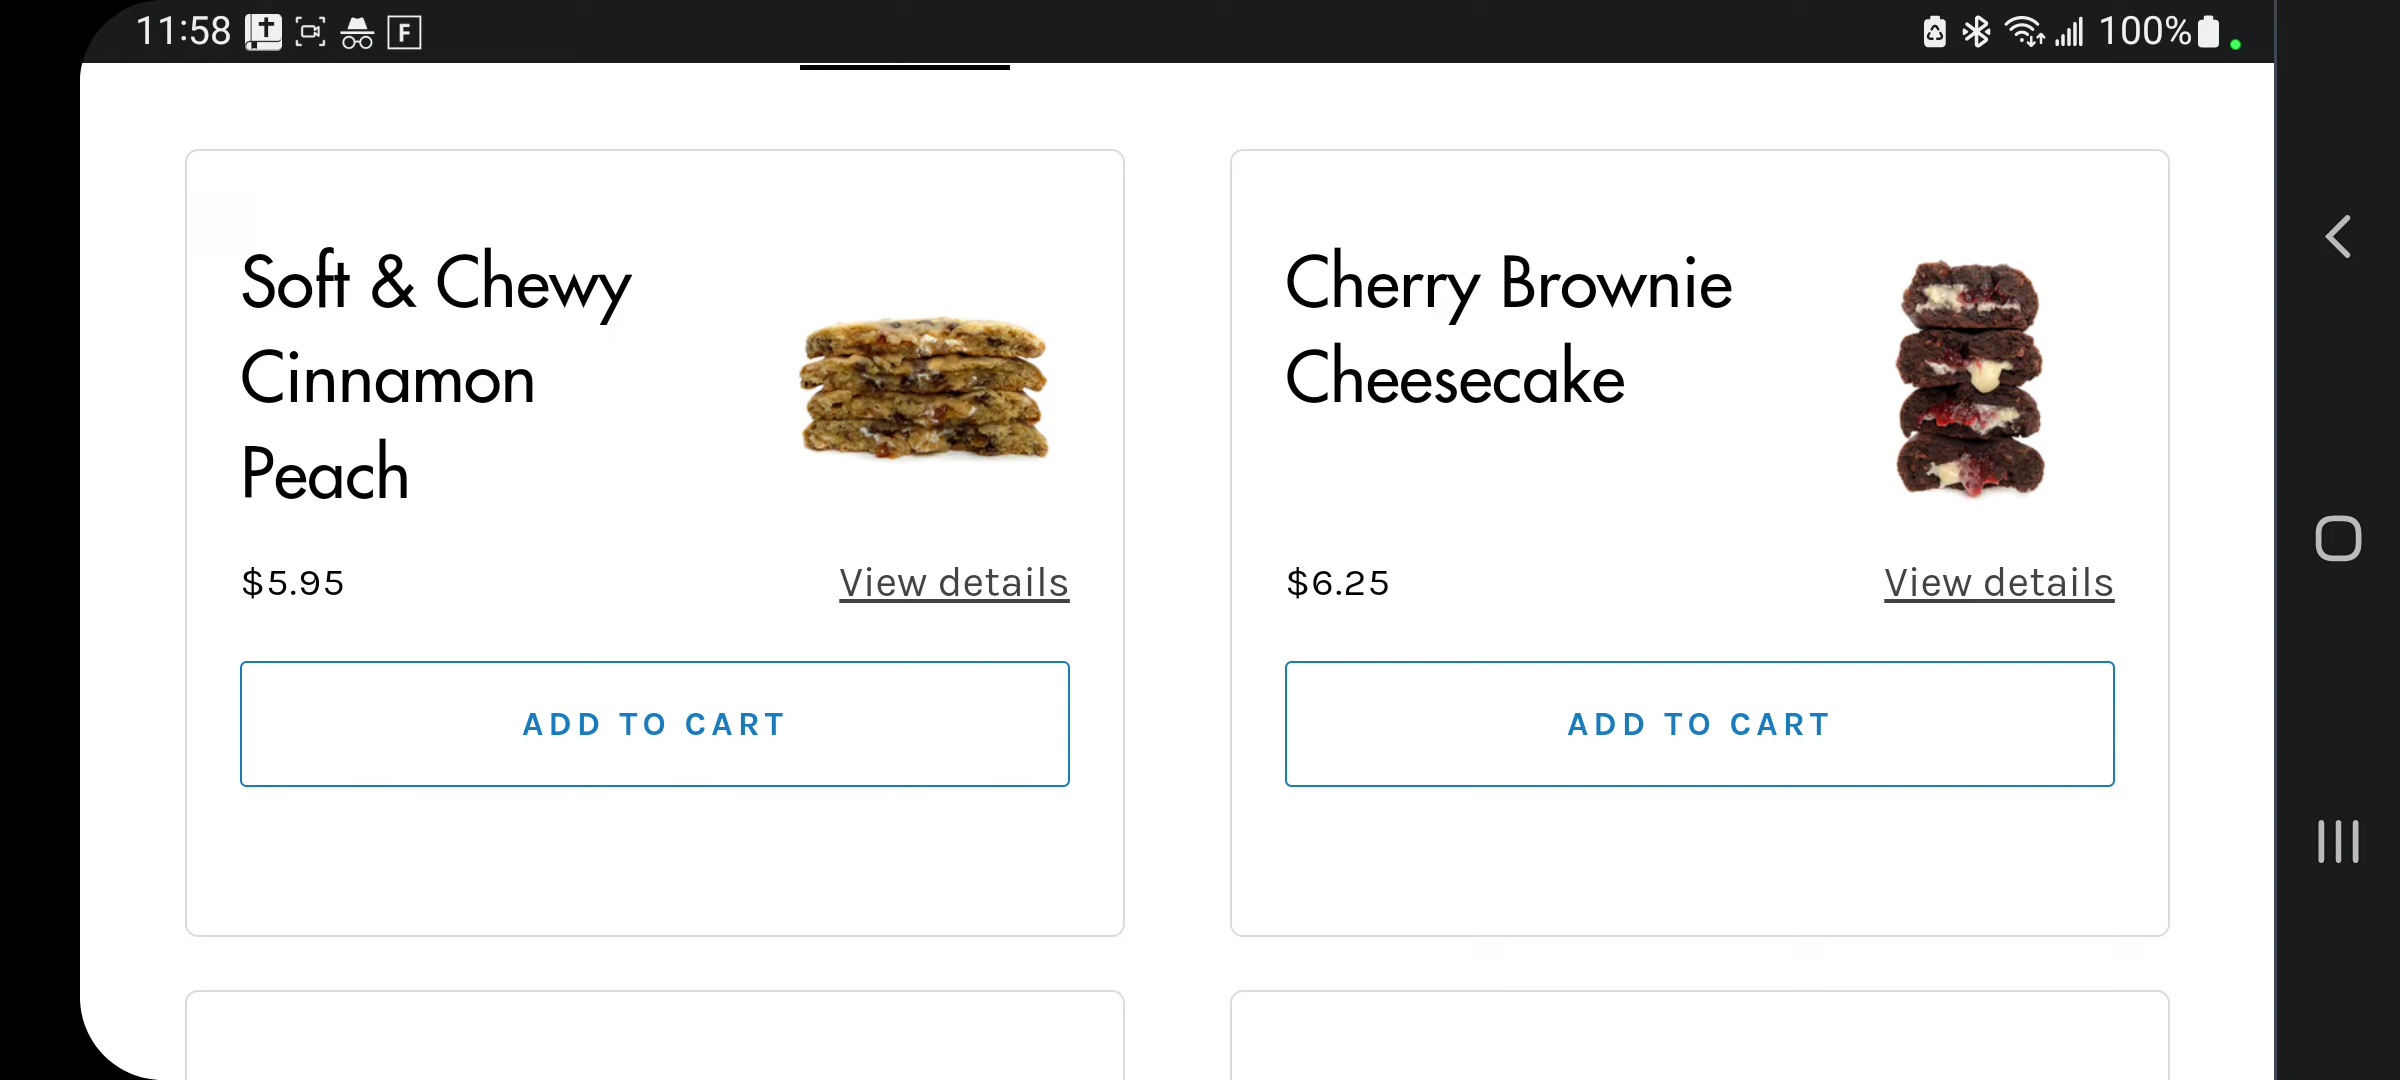 11:58
F
100%
Soft & Chewy
Cinnamon
Peach
$5.95
View details
ADD TO CART
Cherry Brownie
Cheesecake
$6.25
View details
ADD TO CART